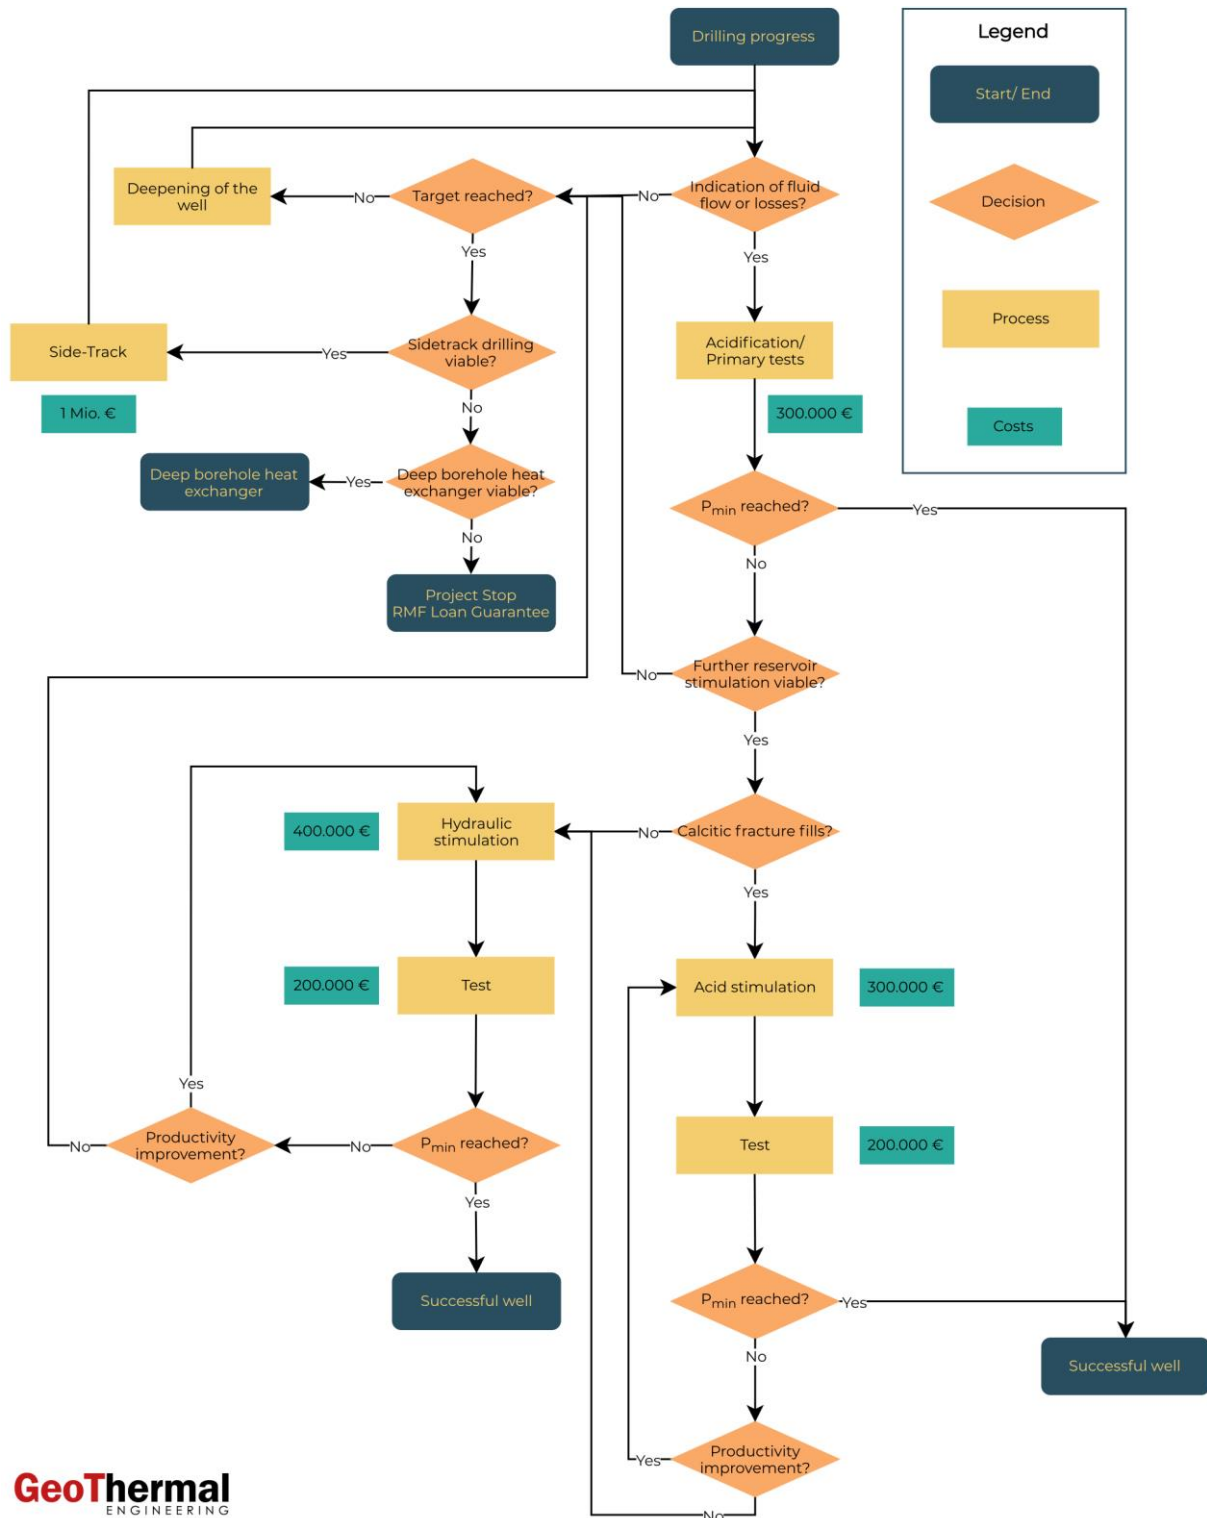 Drilling progress
Legend
Start/ End
Decision
Process
Costs
Indication of fluid
flow or losses?
No
Target reached?
No
Deepening of the
well
Yes
Yes
Sidetrack drilling
viable?
Yes
Side-Track
1 Mio. €
No
Acidification/
Primary tests
300.000 €
Deep borehole heat
exchanger viable?
Yes
Deep borehole heat
exchanger
No
Project Stop
RMF Loan Guarantee
Pmin reached?
Yes
No
Further reservoir
stimulation viable?
No
Yes
Calcitic fracture fills?
No
Hydraulic
stimulation
400.000 €
Yes
Test
200.000 €
Acid stimulation
300.000 €
Yes
Test
200.000 €
Productivity
improvement?
No
No
Pmin reached?
Yes
Successful well
Pmin reached?
Yes
No
Successful well
Productivity
improvement?
Yes
No
GeoThermal
ENGINEERING